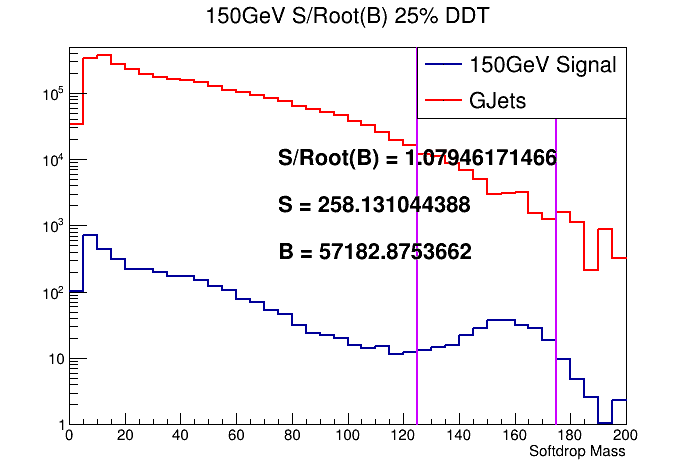 150GeV S/Root(B) 25% DDT
150GeV Signal
GJets
S/Root(B) = 1.07946171466
S = 258.131044388
B = 57182.8753662
10^5
10^4
10^3
10^2
10
1
0 20 40 60 80 100 120 140 160 180 200
Softdrop Mass